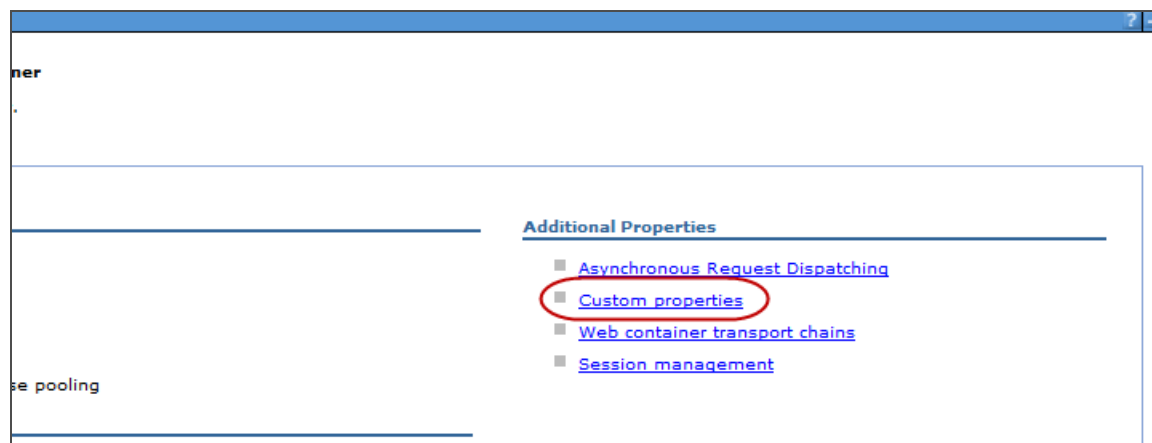 ?
ner
.
Additional Properties
Asynchronous Request Dispatching
Custom properties
Web container transport chains
Session management
se pooling